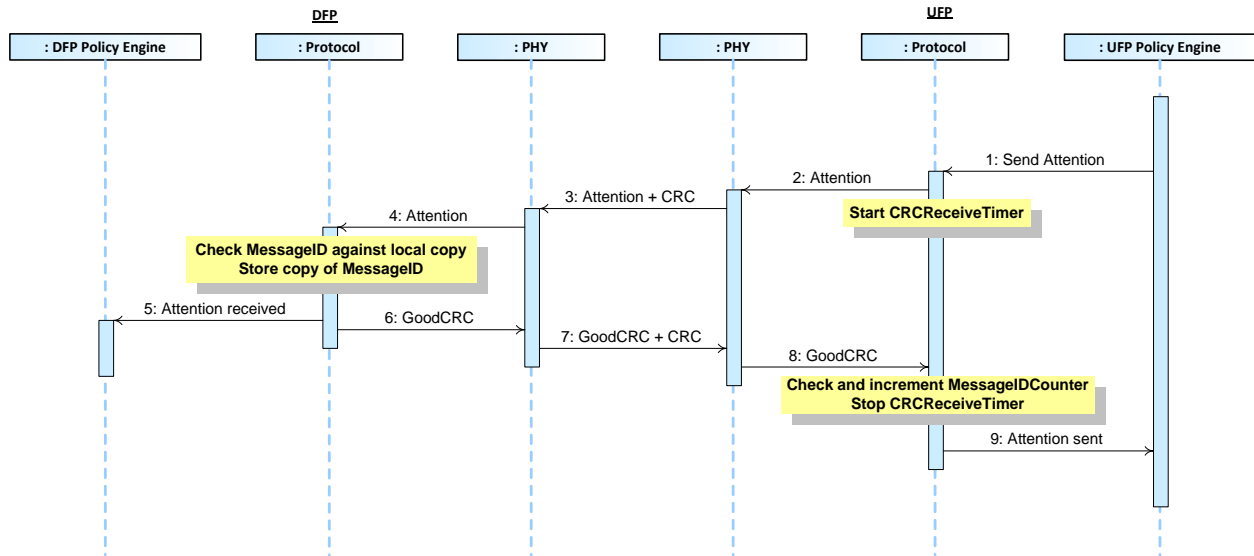 DFP
UFP
: DFP Policy Engine
: Protocol
: PHY
: PHY
: Protocol
: UFP Policy Engine
1: Send Attention
2: Attention
3: Attention + CRC
Start CRCReceiveTimer
4: Attention
Check MessageID against local copy
Store copy of MessageID
5: Attention received
6: GoodCRC
7: GoodCRC + CRC
8: GoodCRC
Check and increment MessageIDCounter
Stop CRCReceiveTimer
9: Attention sent